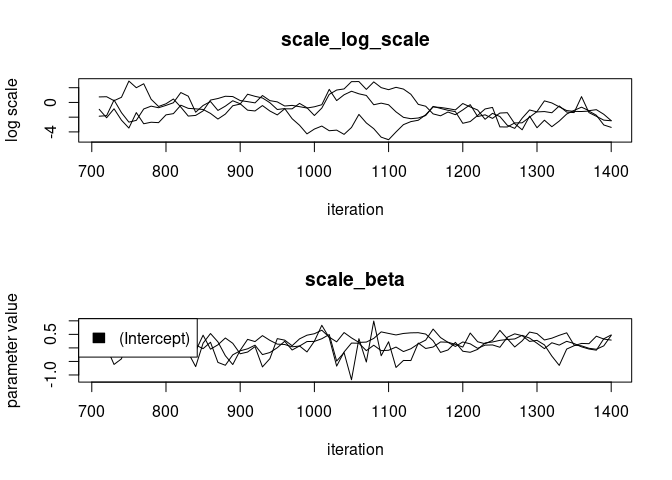 scale_log_scale
log scale
0
-4
700 800 900 1000 1100 1200 1300 1400
iteration
scale_beta
parameter value
0.5
-1.0
(Intercept)
700 800 900 1000 1100 1200 1300 1400
iteration